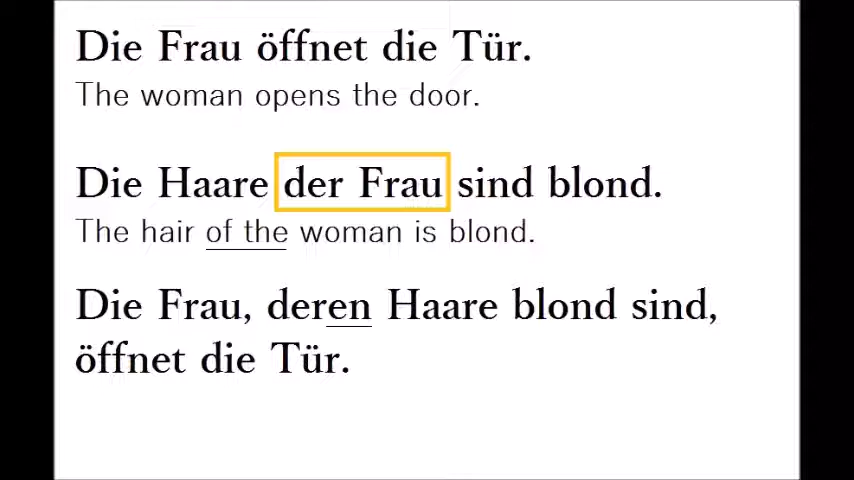 Die Frau öffnet die Tür.
The woman opens the door.
Die Haare der Frau sind blond.
The hair of the woman is blond.
Die Frau, deren Haare blond sind,
öffnet die Tür.